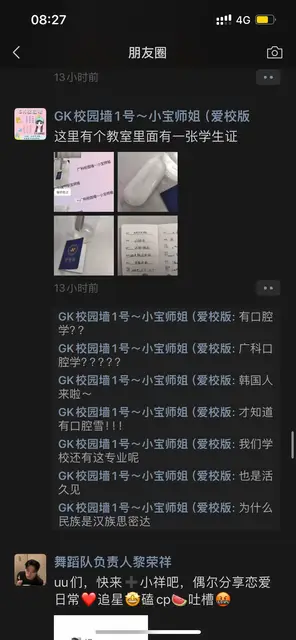 08:27
4G
朋友圈
13小时前
GK校园墙1号～小宝师姐（爱校版
这里有个教室里面有一张学生证
13小时前
GK校园墙1号～小宝师姐（爱校版: 有口腔
学??
GK校园墙1号～小宝师姐（爱校版: 广科口
腔学?????
GK校园墙1号～小宝师姐（爱校版: 韩国人
来啦～
GK校园墙1号～小宝师姐（爱校版: 才知道
有口腔雪!!!
GK校园墙1号～小宝师姐（爱校版: 我们学
校还有这专业呢
GK校园墙1号～小宝师姐（爱校版: 也是活
久见
GK校园墙1号～小宝师姐（爱校版: 为什么
民族是汉族思密达
舞蹈队负责人黎荣祥
uu们，快来➕小祥吧，偶尔分享恋爱
日常❤️追星🤩磕cp🍉吐槽🤬